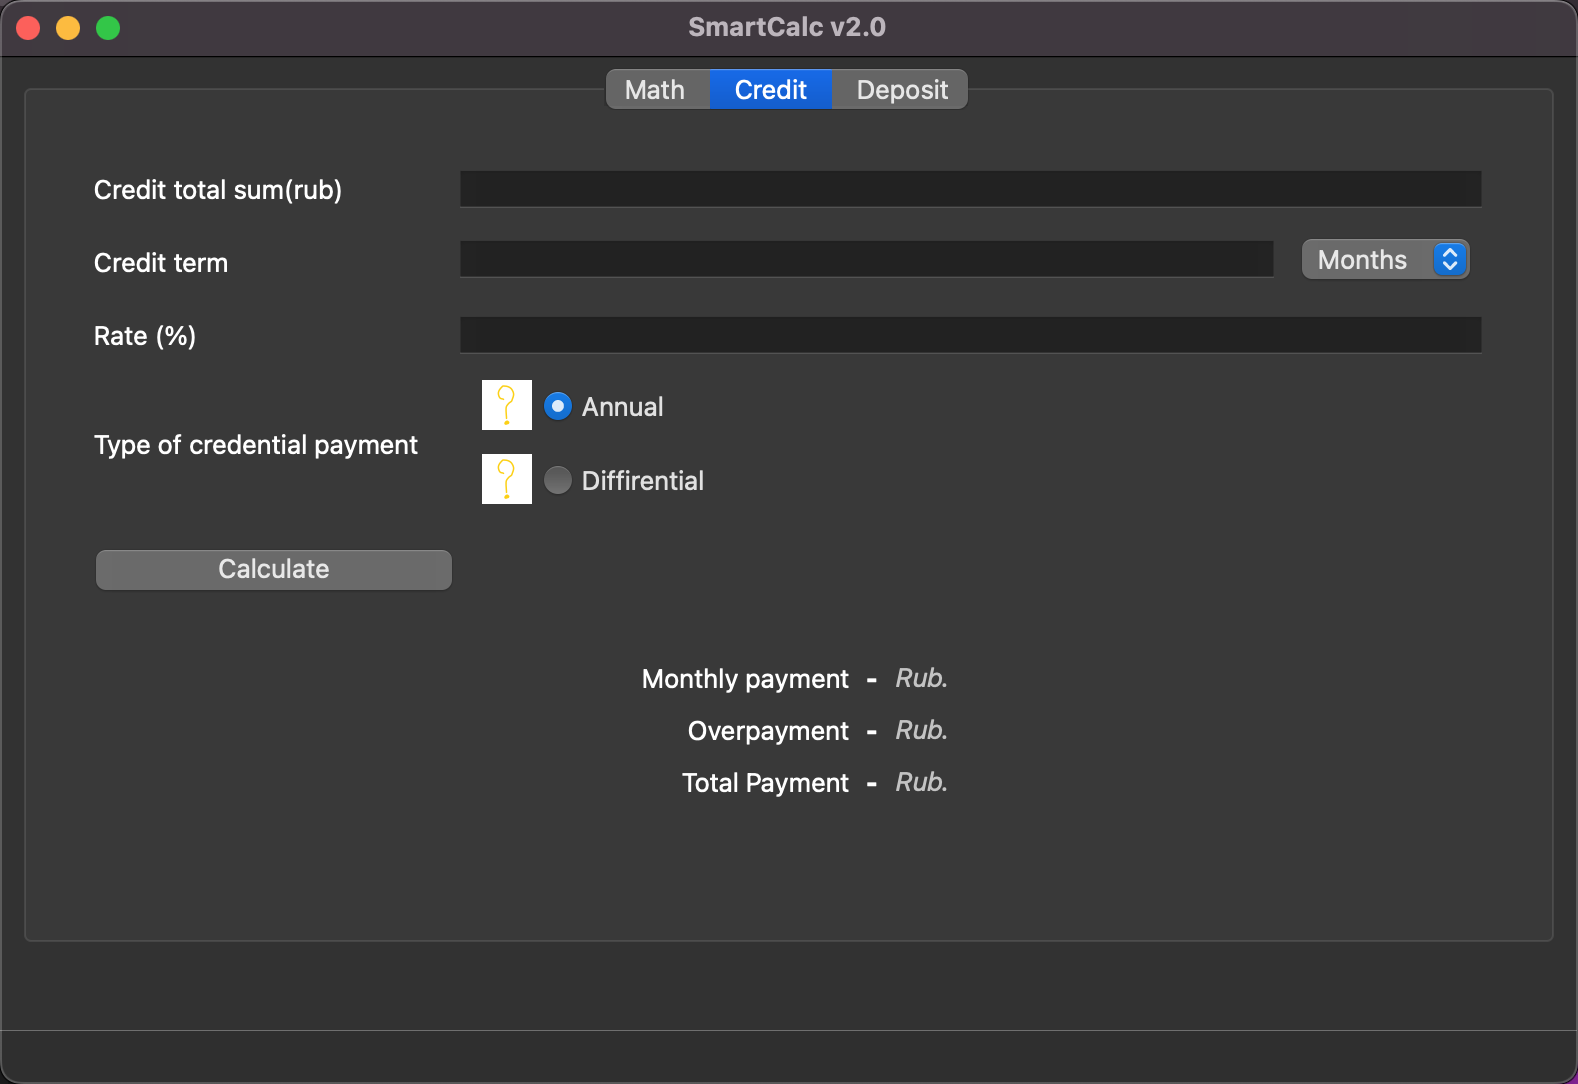 SmartCalc v2.0
Math Credit Deposit
Credit total sum(rub)
Credit term Months
Rate (%)
? Annual
Type of credential payment
? Diffirential
Calculate
Monthly payment - Rub.
Overpayment - Rub.
Total Payment - Rub.